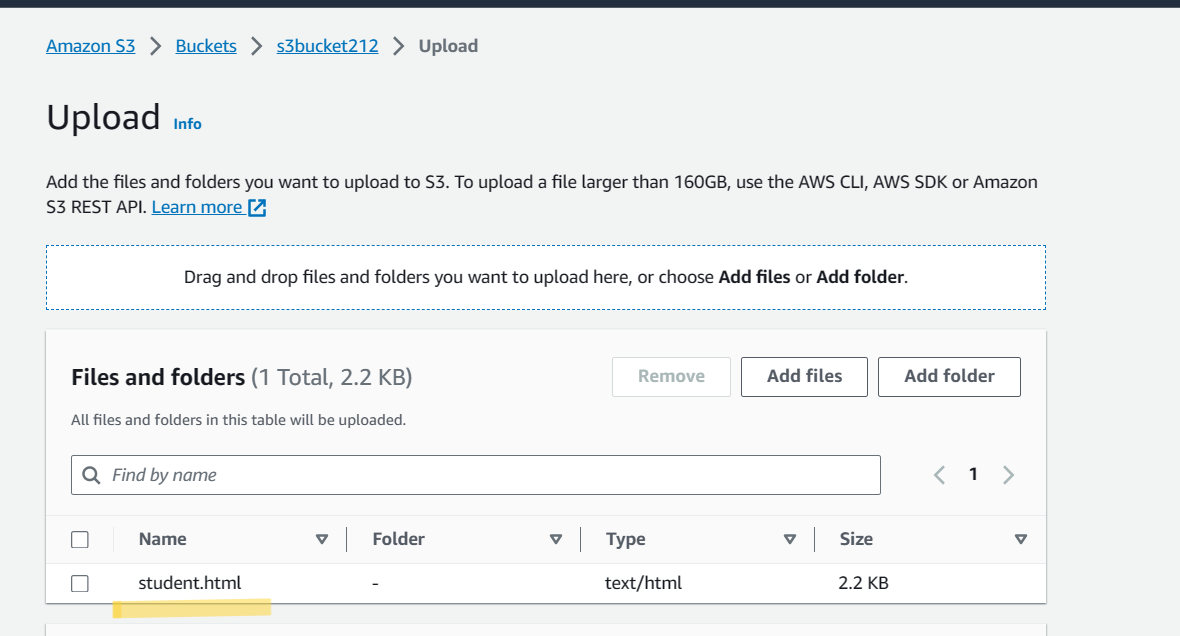 Amazon S3 > Buckets > s3bucket212 > Upload
Upload Info
Add the files and folders you want to upload to S3. To upload a file larger than 160GB, use the AWS CLI, AWS SDK or Amazon
S3 REST API. Learn more
Drag and drop files and folders you want to upload here, or choose Add files or Add folder.
Files and folders (1 Total, 2.2 KB) Remove Add files Add folder
All files and folders in this table will be uploaded.
Find by name < 1 >
Name Folder Type Size
student.html - text/html 2.2 KB